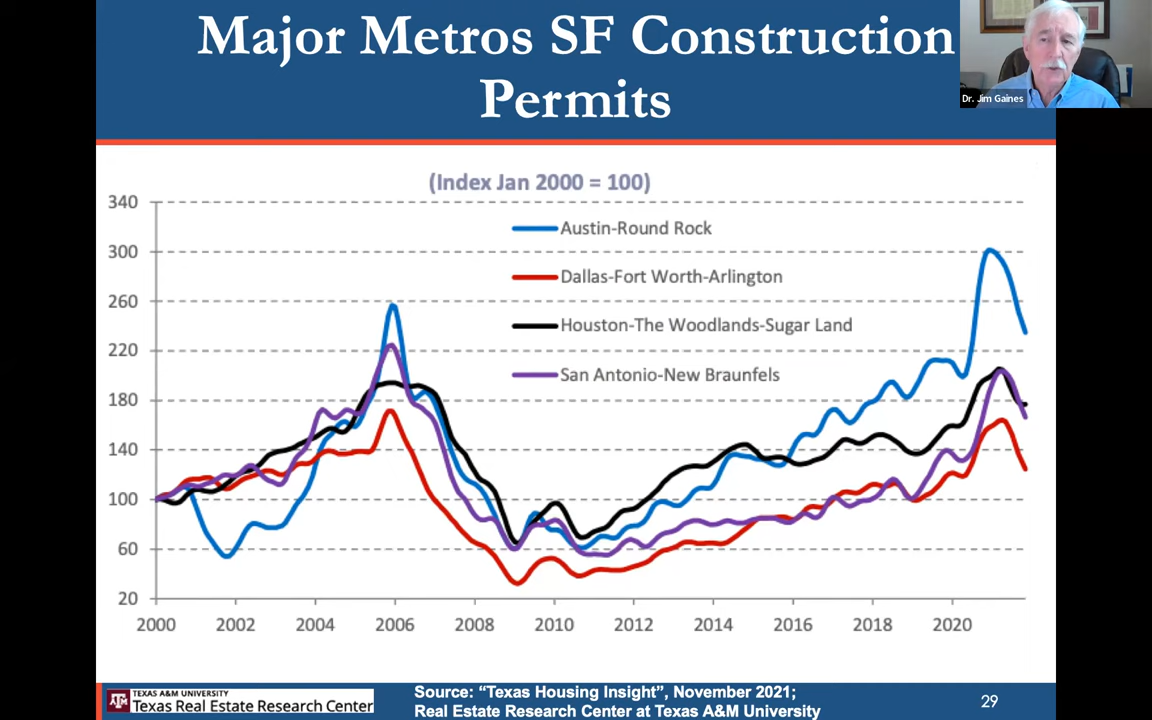 Major Metros SF Construction
Permits
Dr. Jim Gaines
(Index Jan 2000 = 100)
340
300
260
220
180
140
100
60
20
Austin-Round Rock
Dallas-Fort Worth-Arlington
Houston-The Woodlands-Sugar Land
San Antonio-New Braunfels
2000 2002 2004 2006 2008 2010 2012 2014 2016 2018 2020
ĀTM
TEXAS A&M UNIVERSITY
Texas Real Estate Research Center
Source: “Texas Housing Insight”, November 2021;
Real Estate Research Center at Texas A&M University
29